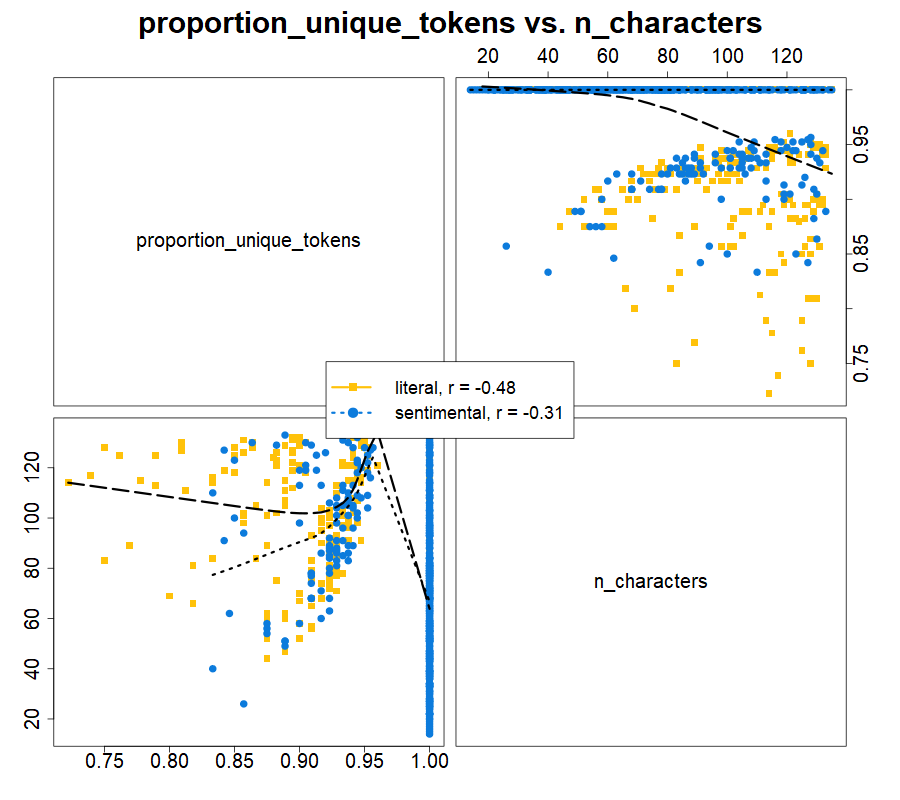 proportion_unique_tokens vs. n_characters
20 40 60 80 100 120
proportion_unique_tokens
0.95
0.85
0.75
literal, r = -0.48
sentimental, r = -0.31
120
100
80
60
40
20
n_characters
0.75 0.80 0.85 0.90 0.95 1.00